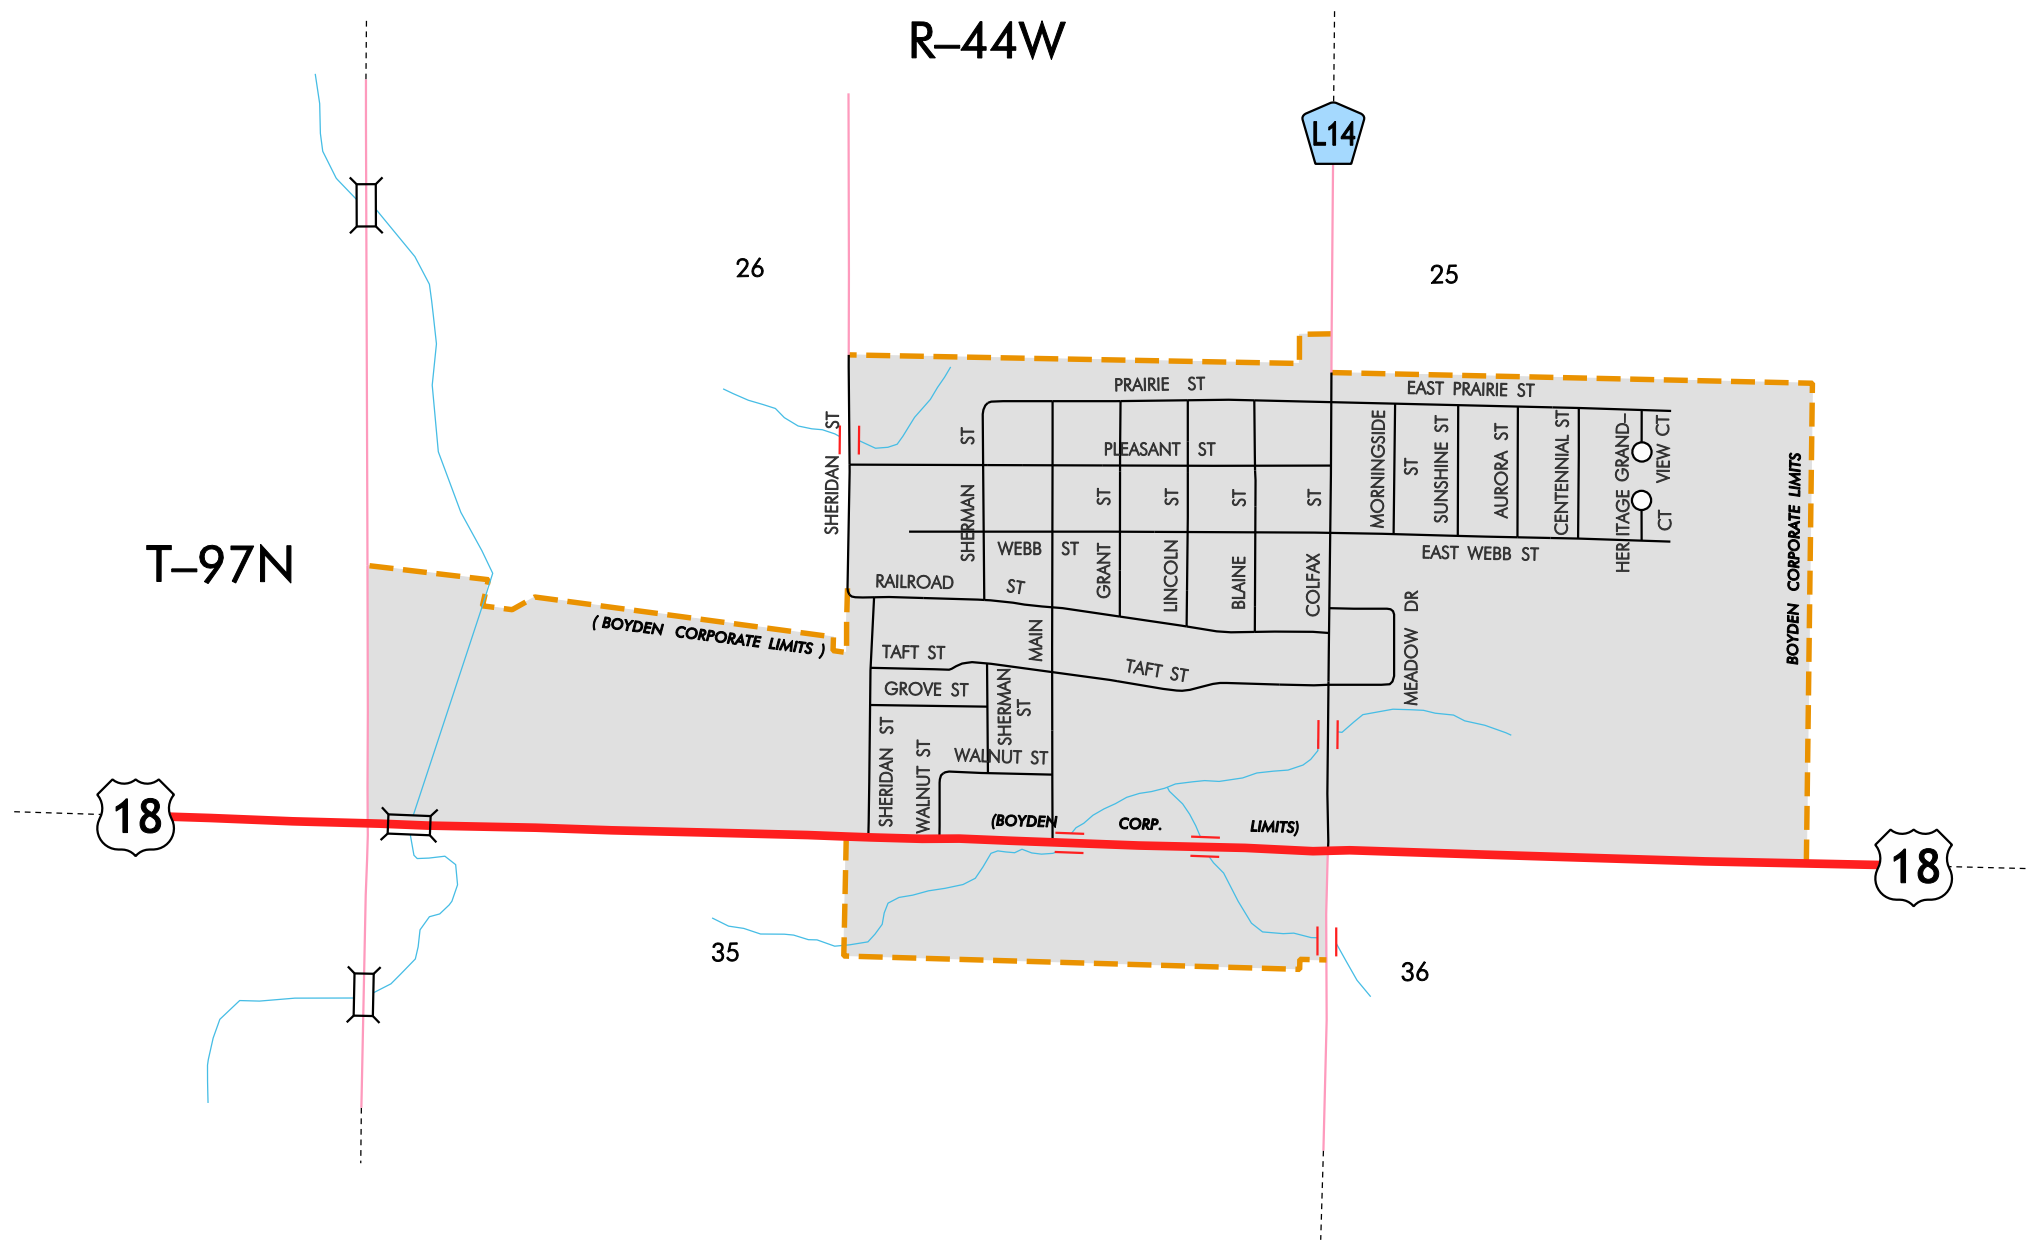 R–44W
L14
26
25
PRAIRIE ST
EAST PRAIRIE ST
SHERIDAN ST
SHERMAN ST
PLEASANT ST
GRANT ST
LINCOLN ST
BLAINE ST
COLFAX ST
MORNINGSIDE ST
SUNSHINE ST
AURORA ST
CENTENNIAL ST
HERITAGE CT
GRAND–
VIEW CT
T–97N
WEBB ST
EAST WEBB ST
RAILROAD ST
BOYDEN CORPORATE LIMITS
( BOYDEN CORPORATE LIMITS )
MAIN
TAFT ST
TAFT ST
MEADOW DR
GROVE ST
SHERMAN ST
SHERIDAN ST
WALNUT ST
WALNUT ST
(BOYDEN CORP. LIMITS)
18
18
35
36